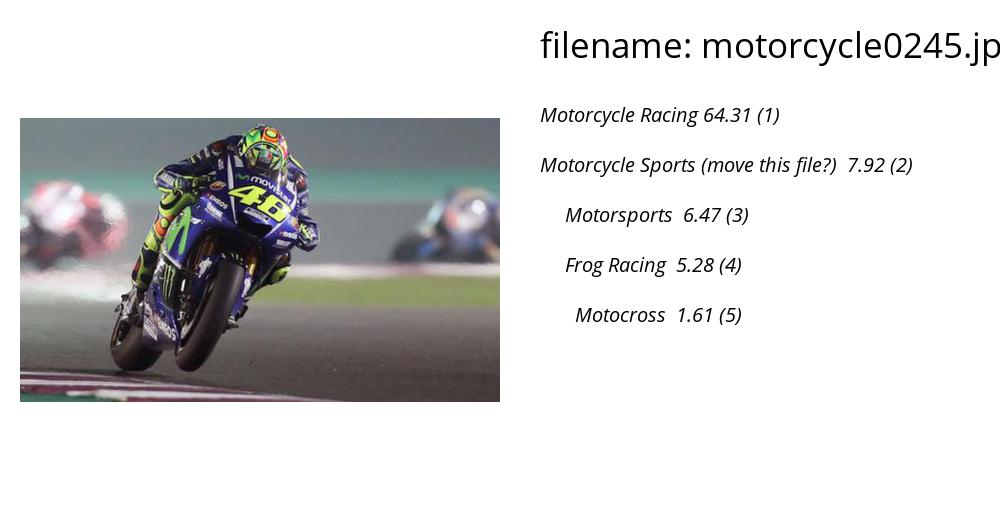 filename: motorcycle0245.jp
Motorcycle Racing 64.31 (1)
Motorcycle Sports (move this file?) 7.92 (2)
Motorsports 6.47 (3)
Frog Racing 5.28 (4)
Motocross 1.61 (5)
movistar
46
ENEOS